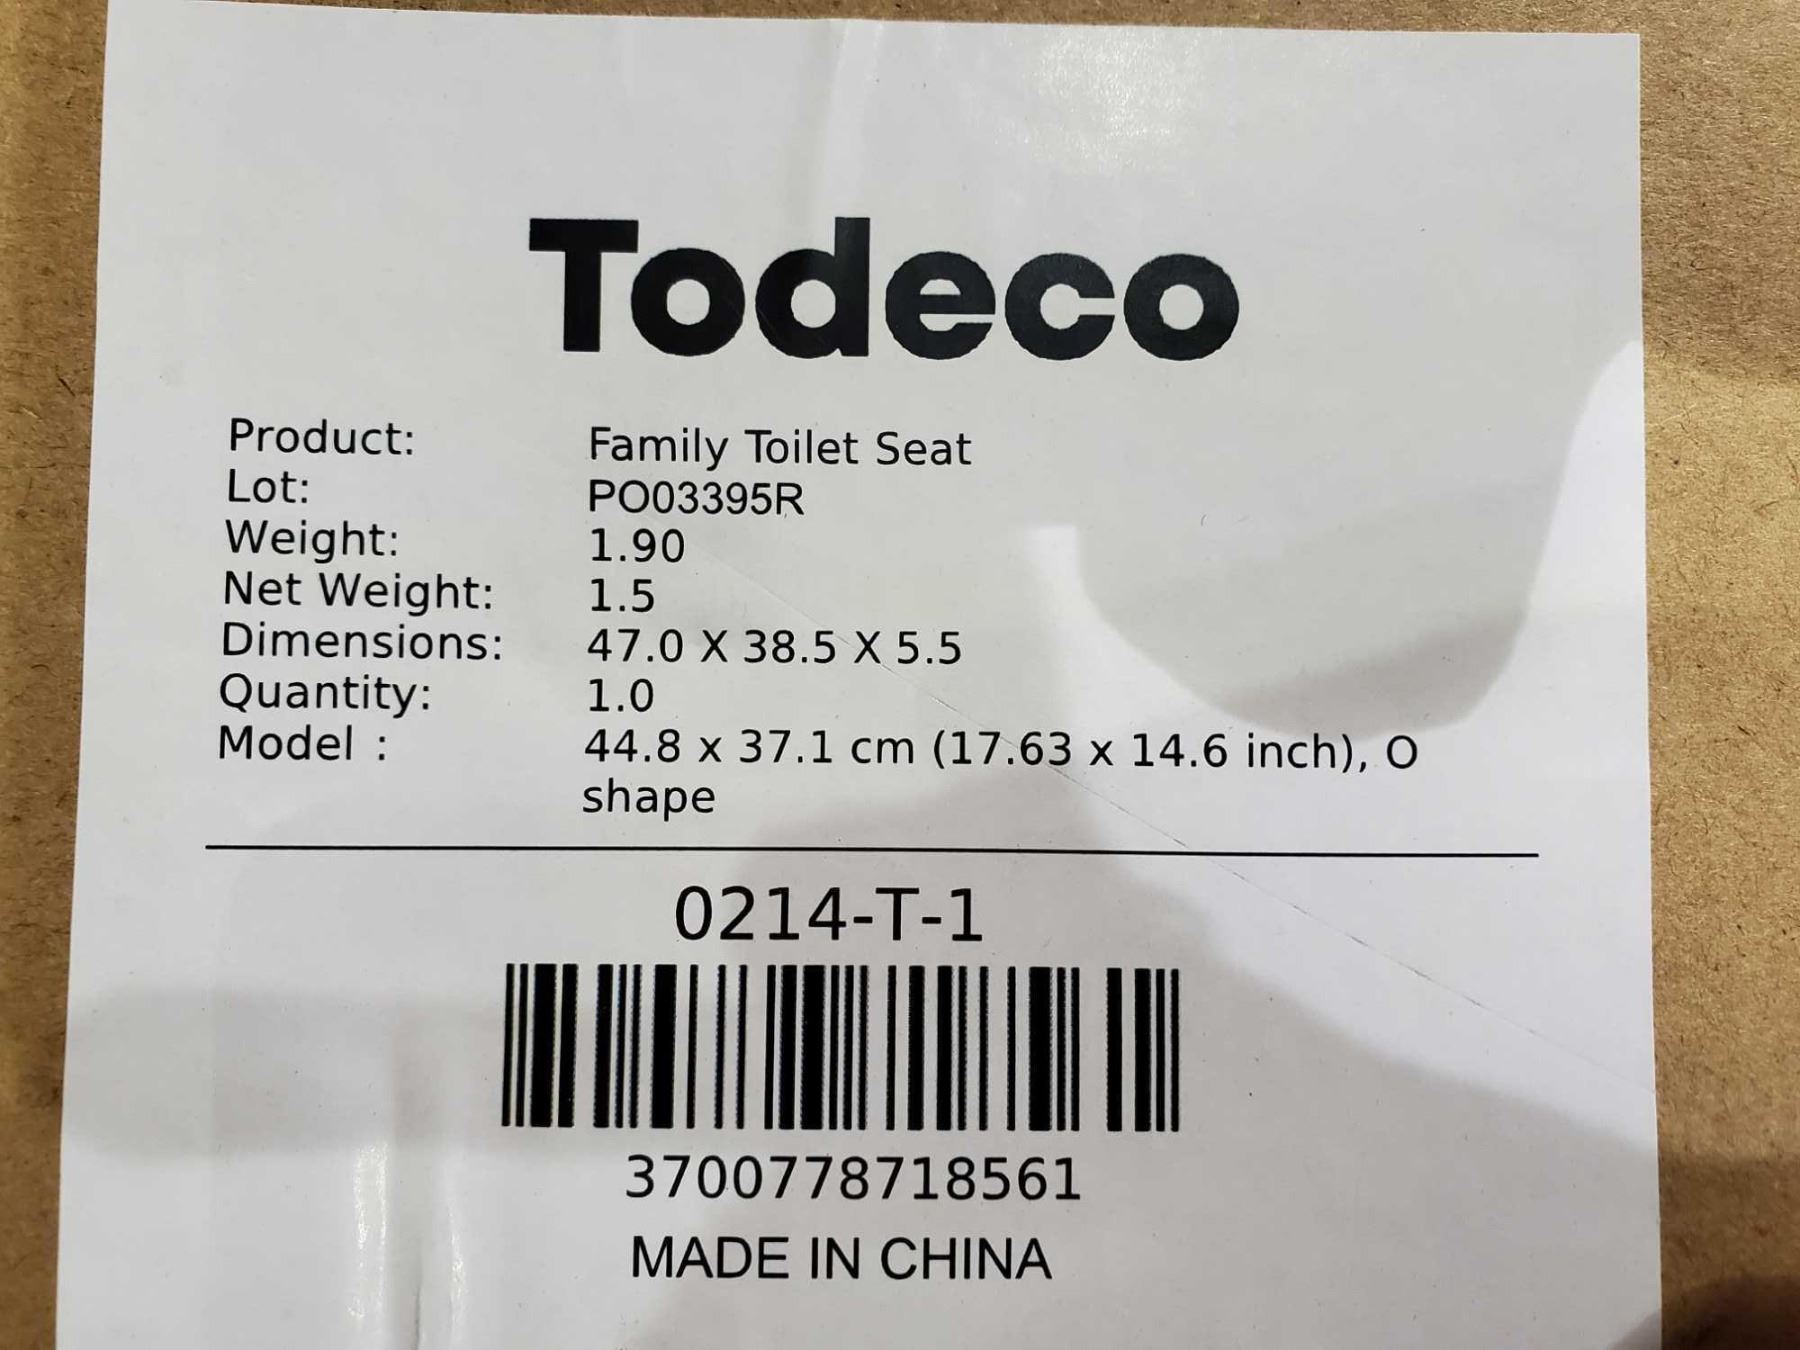 Todeco
Product: Family Toilet Seat
Lot: PO03395R
Weight: 1.90
Net Weight: 1.5
Dimensions: 47.0 X 38.5 X 5.5
Quantity: 1.0
Model : 44.8 x 37.1 cm (17.63 x 14.6 inch), O
shape
0214-T-1
3700778718561
MADE IN CHINA